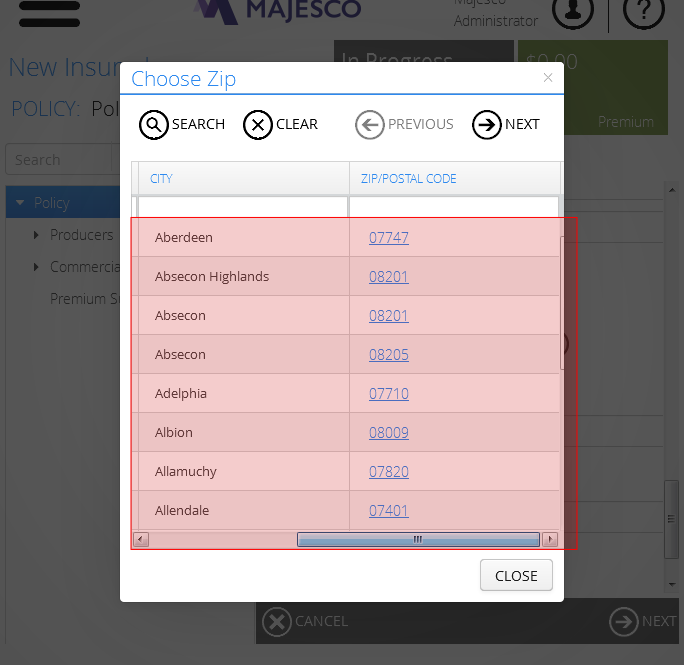 MAJESCO
Majesco
Administrator
New Insur
In Progress
$0.00
Premium
POLICY: Pol
Search
Policy
Producers
Commercia
Premium S
Choose Zip
×
SEARCH CLEAR PREVIOUS NEXT
CITY ZIP/POSTAL CODE
Aberdeen 07747
Absecon Highlands 08201
Absecon 08201
Absecon 08205
Adelphia 07710
Albion 08009
Allamuchy 07820
Allendale 07401
CLOSE
CANCEL NEXT